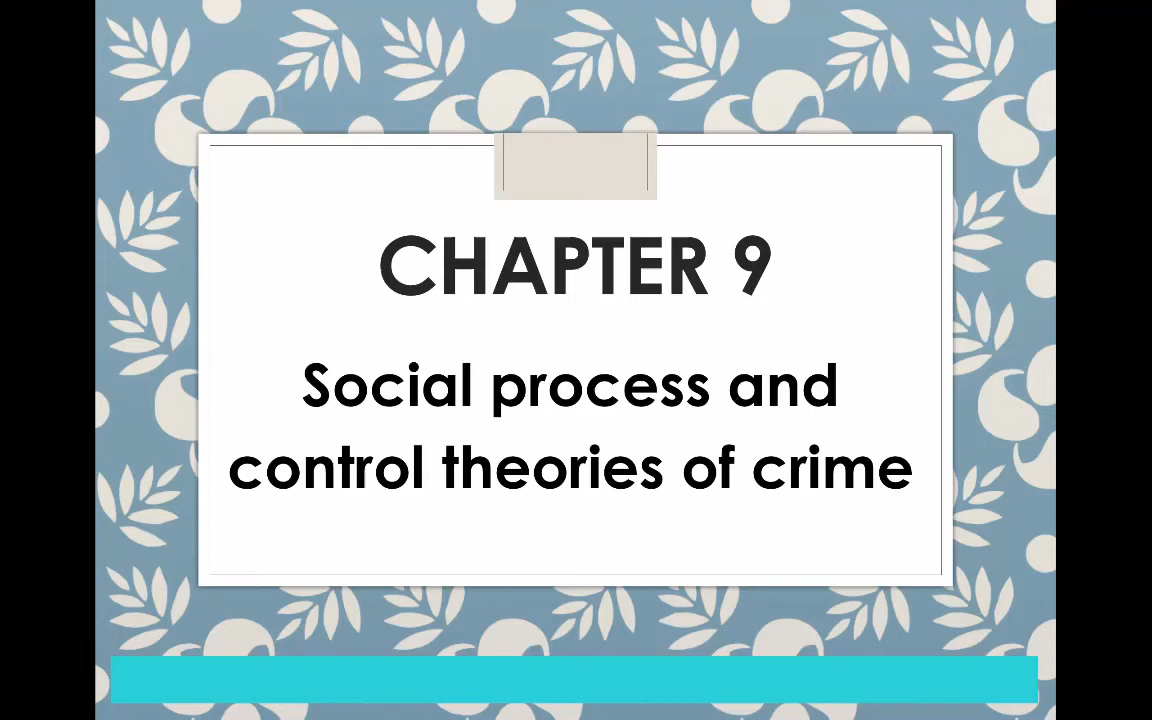 CHAPTER 9
Social process and
control theories of crime